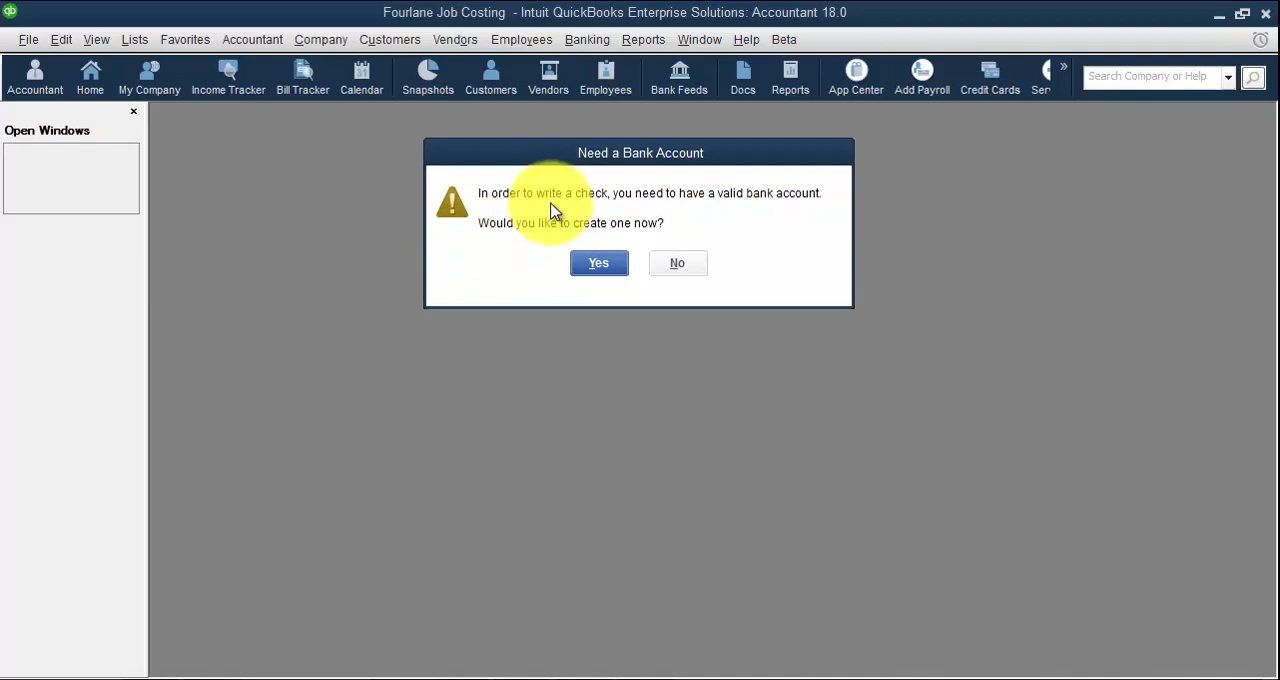 Fourlane Job Costing - Intuit QuickBooks Enterprise Solutions: Accountant 18.0
File Edit View Lists Favorites Accountant Company Customers Vendors Employees Banking Reports Window Help Beta
Accountant Home My Company Income Tracker Bill Tracker Calendar Snapshots Customers Vendors Employees Bank Feeds Docs Reports App Center Add Payroll Credit Cards Ser Search Company or Help
Open Windows
Need a Bank Account
In order to write a check, you need to have a valid bank account.
Would you like to create one now?
Yes No